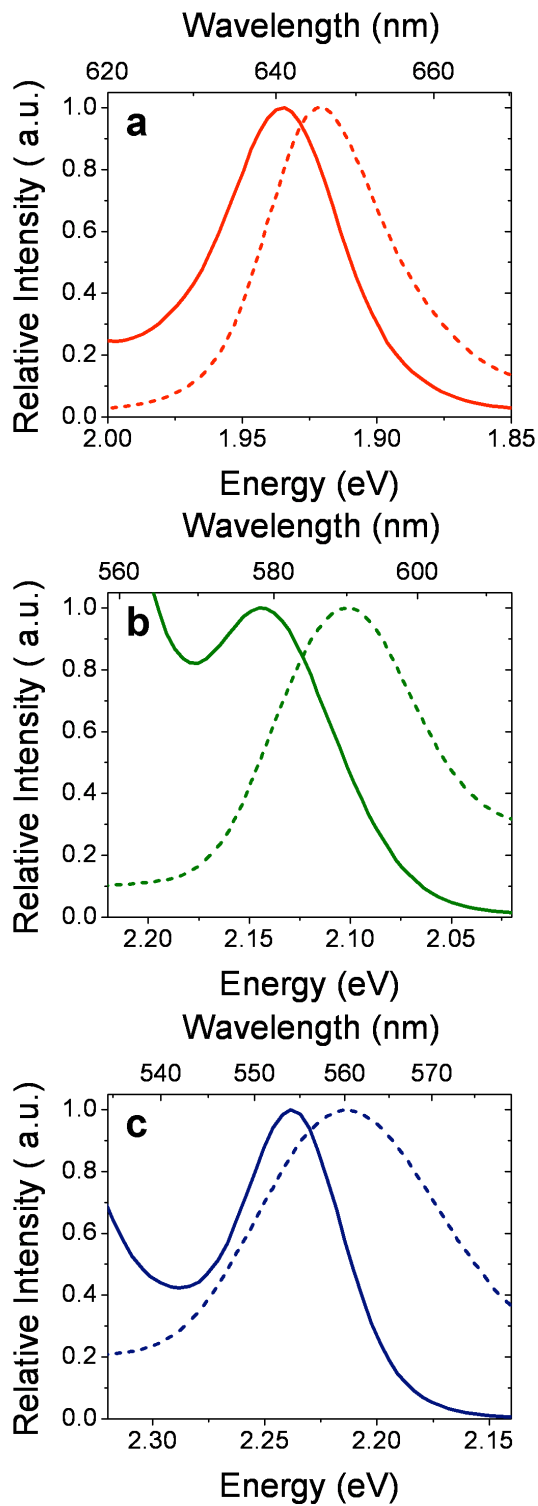 Wavelength (nm)
620 640 660
a
Relative Intensity ( a.u.)
1.0
0.8
0.6
0.4
0.2
0.0
2.00 1.95 1.90 1.85
Energy (eV)
Wavelength (nm)
560 580 600
b
Relative Intensity ( a.u.)
1.0
0.8
0.6
0.4
0.2
0.0
2.20 2.15 2.10 2.05
Energy (eV)
Wavelength (nm)
540 550 560 570
c
Relative Intensity ( a.u.)
1.0
0.8
0.6
0.4
0.2
0.0
2.30 2.25 2.20 2.15
Energy (eV)